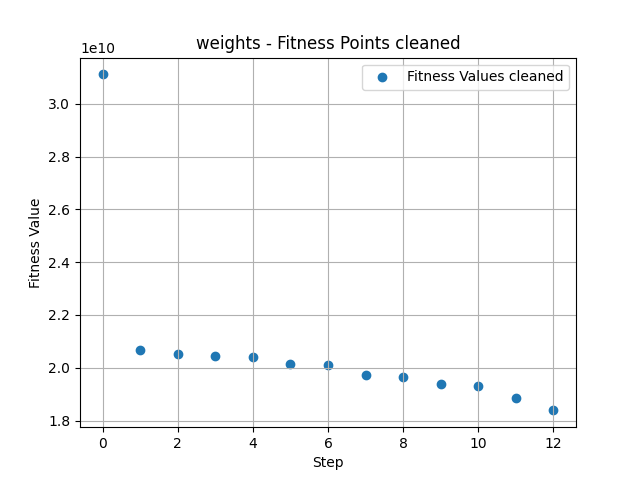 weights - Fitness Points cleaned
1e10
Fitness Values cleaned
3.0
2.8
2.6
2.4
2.2
2.0
1.8
Fitness Value
0 2 4 6 8 10 12
Step